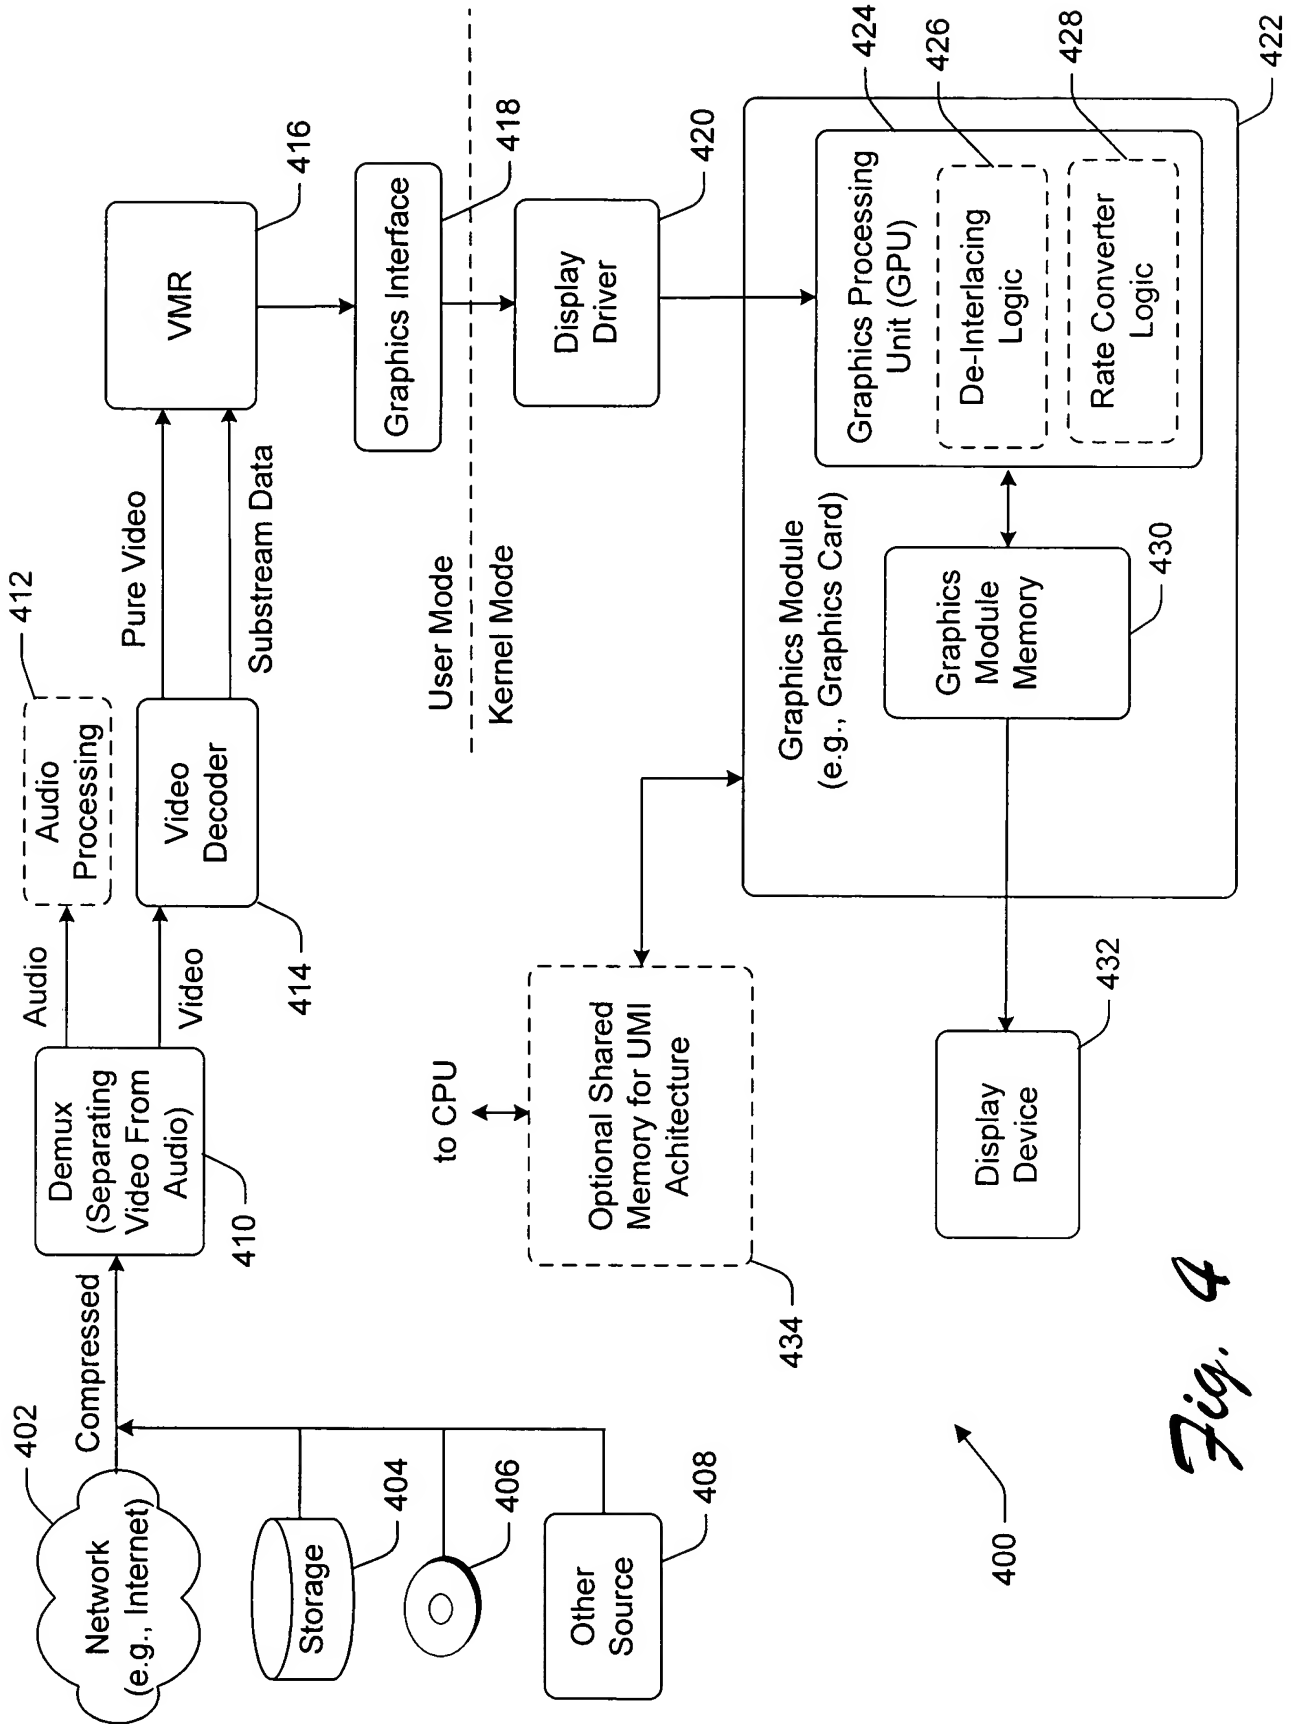 402
Network
(e.g., Internet)
Compressed
Storage
404
406
Other
Source
408
Demux
(Separating
Video From
Audio)
410
Audio
Video
Audio
Processing
412
Video
Decoder
414
Pure Video
Substream Data
VMR
416
Graphics Interface
418
User Mode
Kernel Mode
Display
Driver
420
to CPU
Optional Shared
Memory for UMI
Achitecture
434
Graphics Module
(e.g., Graphics Card)
Graphics Processing
Unit (GPU)
424
De-Interlacing
Logic
426
Rate Converter
Logic
428
422
Graphics
Module
Memory
430
Display
Device
432
400
Fig. 4